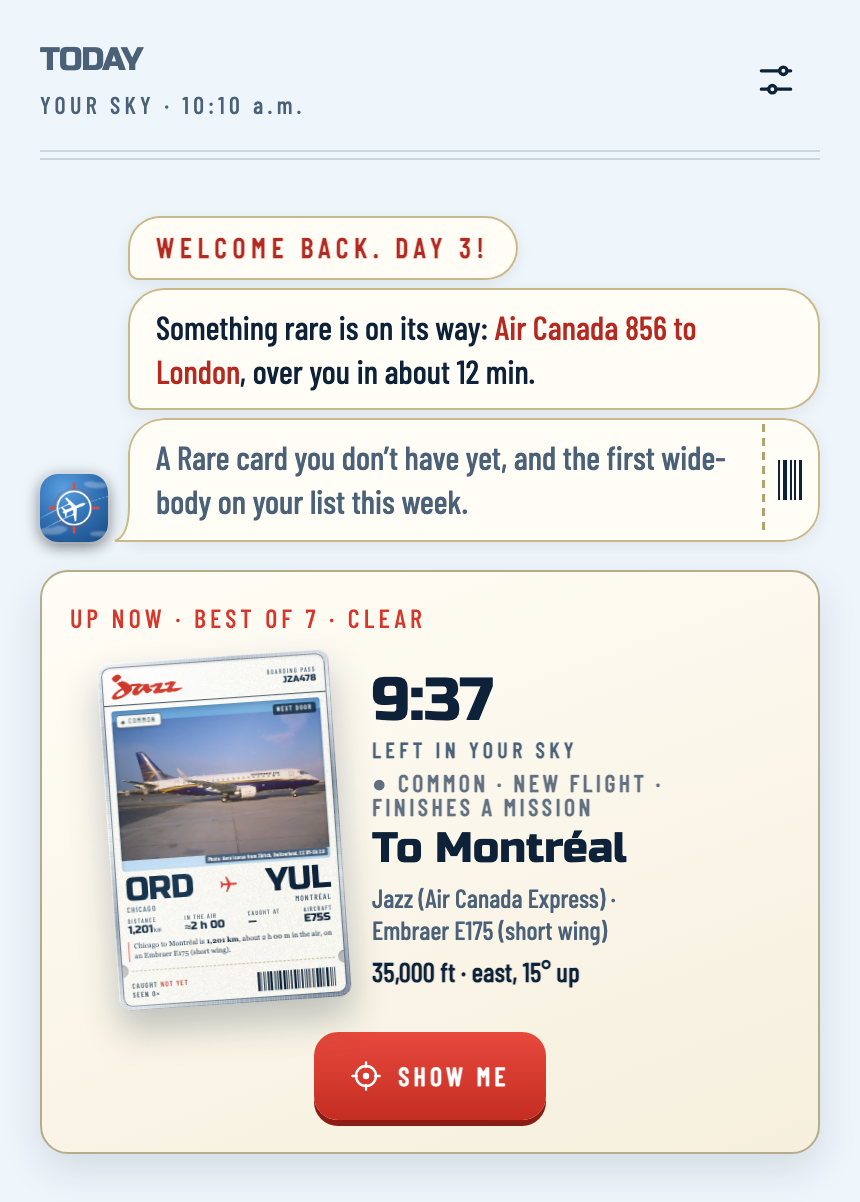 TODAY
YOUR SKY · 10:10 a.m.
WELCOME BACK. DAY 3!
Something rare is on its way: Air Canada 856 to
London, over you in about 12 min.
A Rare card you don’t have yet, and the first wide-
body on your list this week.
UP NOW · BEST OF 7 · CLEAR
Jazz
BOARDING PASS
JZA478
COMMON
NEXT DOOR
ORD
YUL
CHICAGO
MONTRÉAL
DISTANCE
1,201km
IN THE AIR
≈2 h 00
CAUGHT AT
—
AIRCRAFT
E75S
Chicago to Montréal is 1,201 km, about 2 h 00 m in the air, on
an Embraer E175 (short wing).
CAUGHT NOT YET
SEEN 0×
9:37
LEFT IN YOUR SKY
● COMMON · NEW FLIGHT ·
FINISHES A MISSION
To Montréal
Jazz (Air Canada Express) ·
Embraer E175 (short wing)
35,000 ft · east, 15° up
SHOW ME